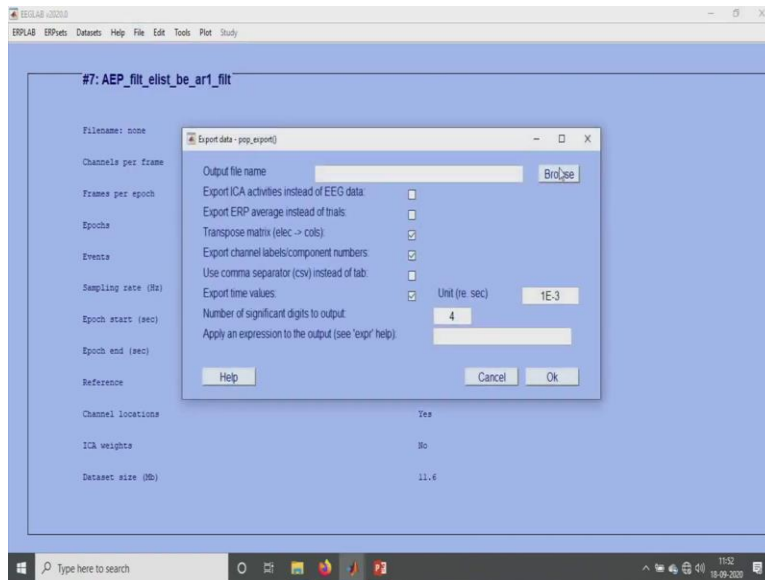 EEGLAB v2020.0
ERPLAB ERPsets Datasets Help File Edit Tools Plot Study
#7: AEP_filt_elist_be_ar1_filt
Filename: none
Channels per frame
Frames per epoch
Epochs
Events
Sampling rate (Hz)
Epoch start (sec)
Epoch end (sec)
Reference
Channel locations Yes
ICA weights No
Dataset size (Mb) 11.6
Export data - pop_export()
Output file name Browse
Export ICA activities instead of EEG data:
Export ERP average instead of trials:
Transpose matrix (elec -> cols):
Export channel labels/component numbers:
Use comma separator (csv) instead of tab:
Export time values: Unit (re. sec) 1E-3
Number of significant digits to output: 4
Apply an expression to the output (see 'expr' help):
Help Cancel Ok
Type here to search
11:52
18-09-2020